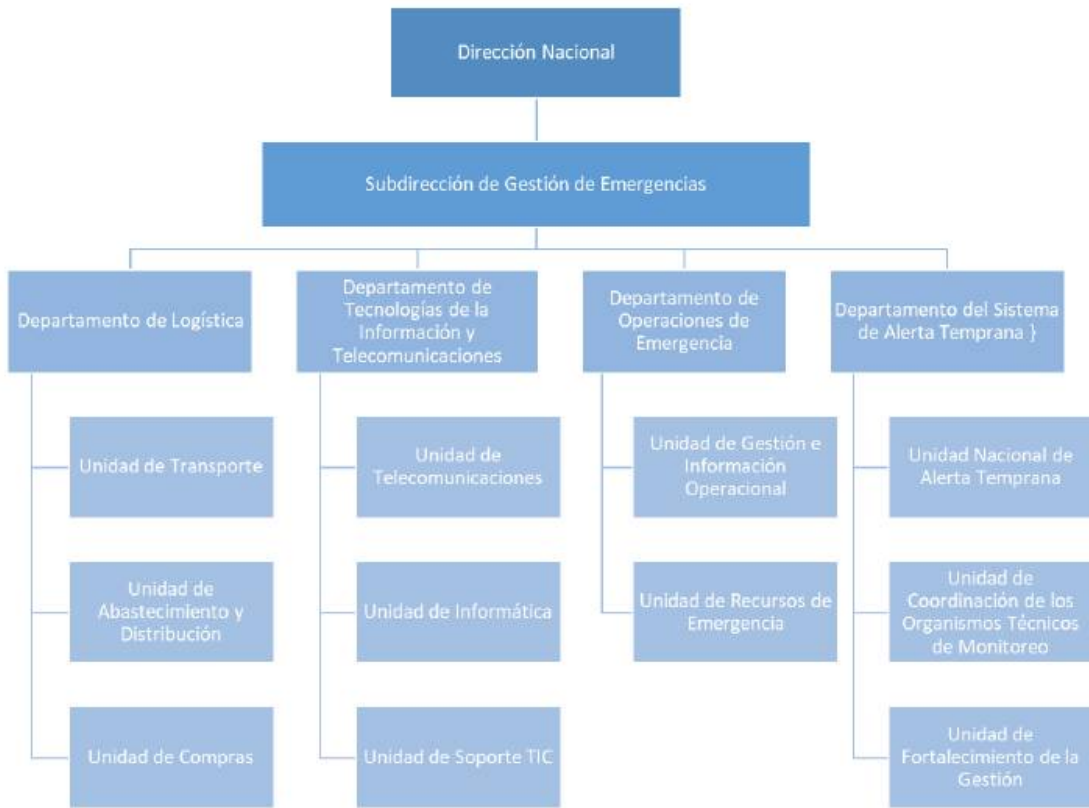 Dirección Nacional
Subdirección de Gestión de Emergencias
Departamento de Logística
Departamento de
Tecnologías de la
Información y
Telecomunicaciones
Departamento de
Operaciones de
Emergencia
Departamento del Sistema
de Alerta Temprana }
Unidad de Transporte
Unidad de
Telecomunicaciones
Unidad de Gestión e
Información
Operacional
Unidad Nacional de
Alerta Temprana
Unidad de
Abastecimiento y
Distribución
Unidad de Informática
Unidad de Recursos de
Emergencia
Unidad de
Coordinación de los
Organismos Técnicos
de Monitoreo
Unidad de Compras
Unidad de Soporte TIC
Unidad de
Fortalecimiento de la
Gestión